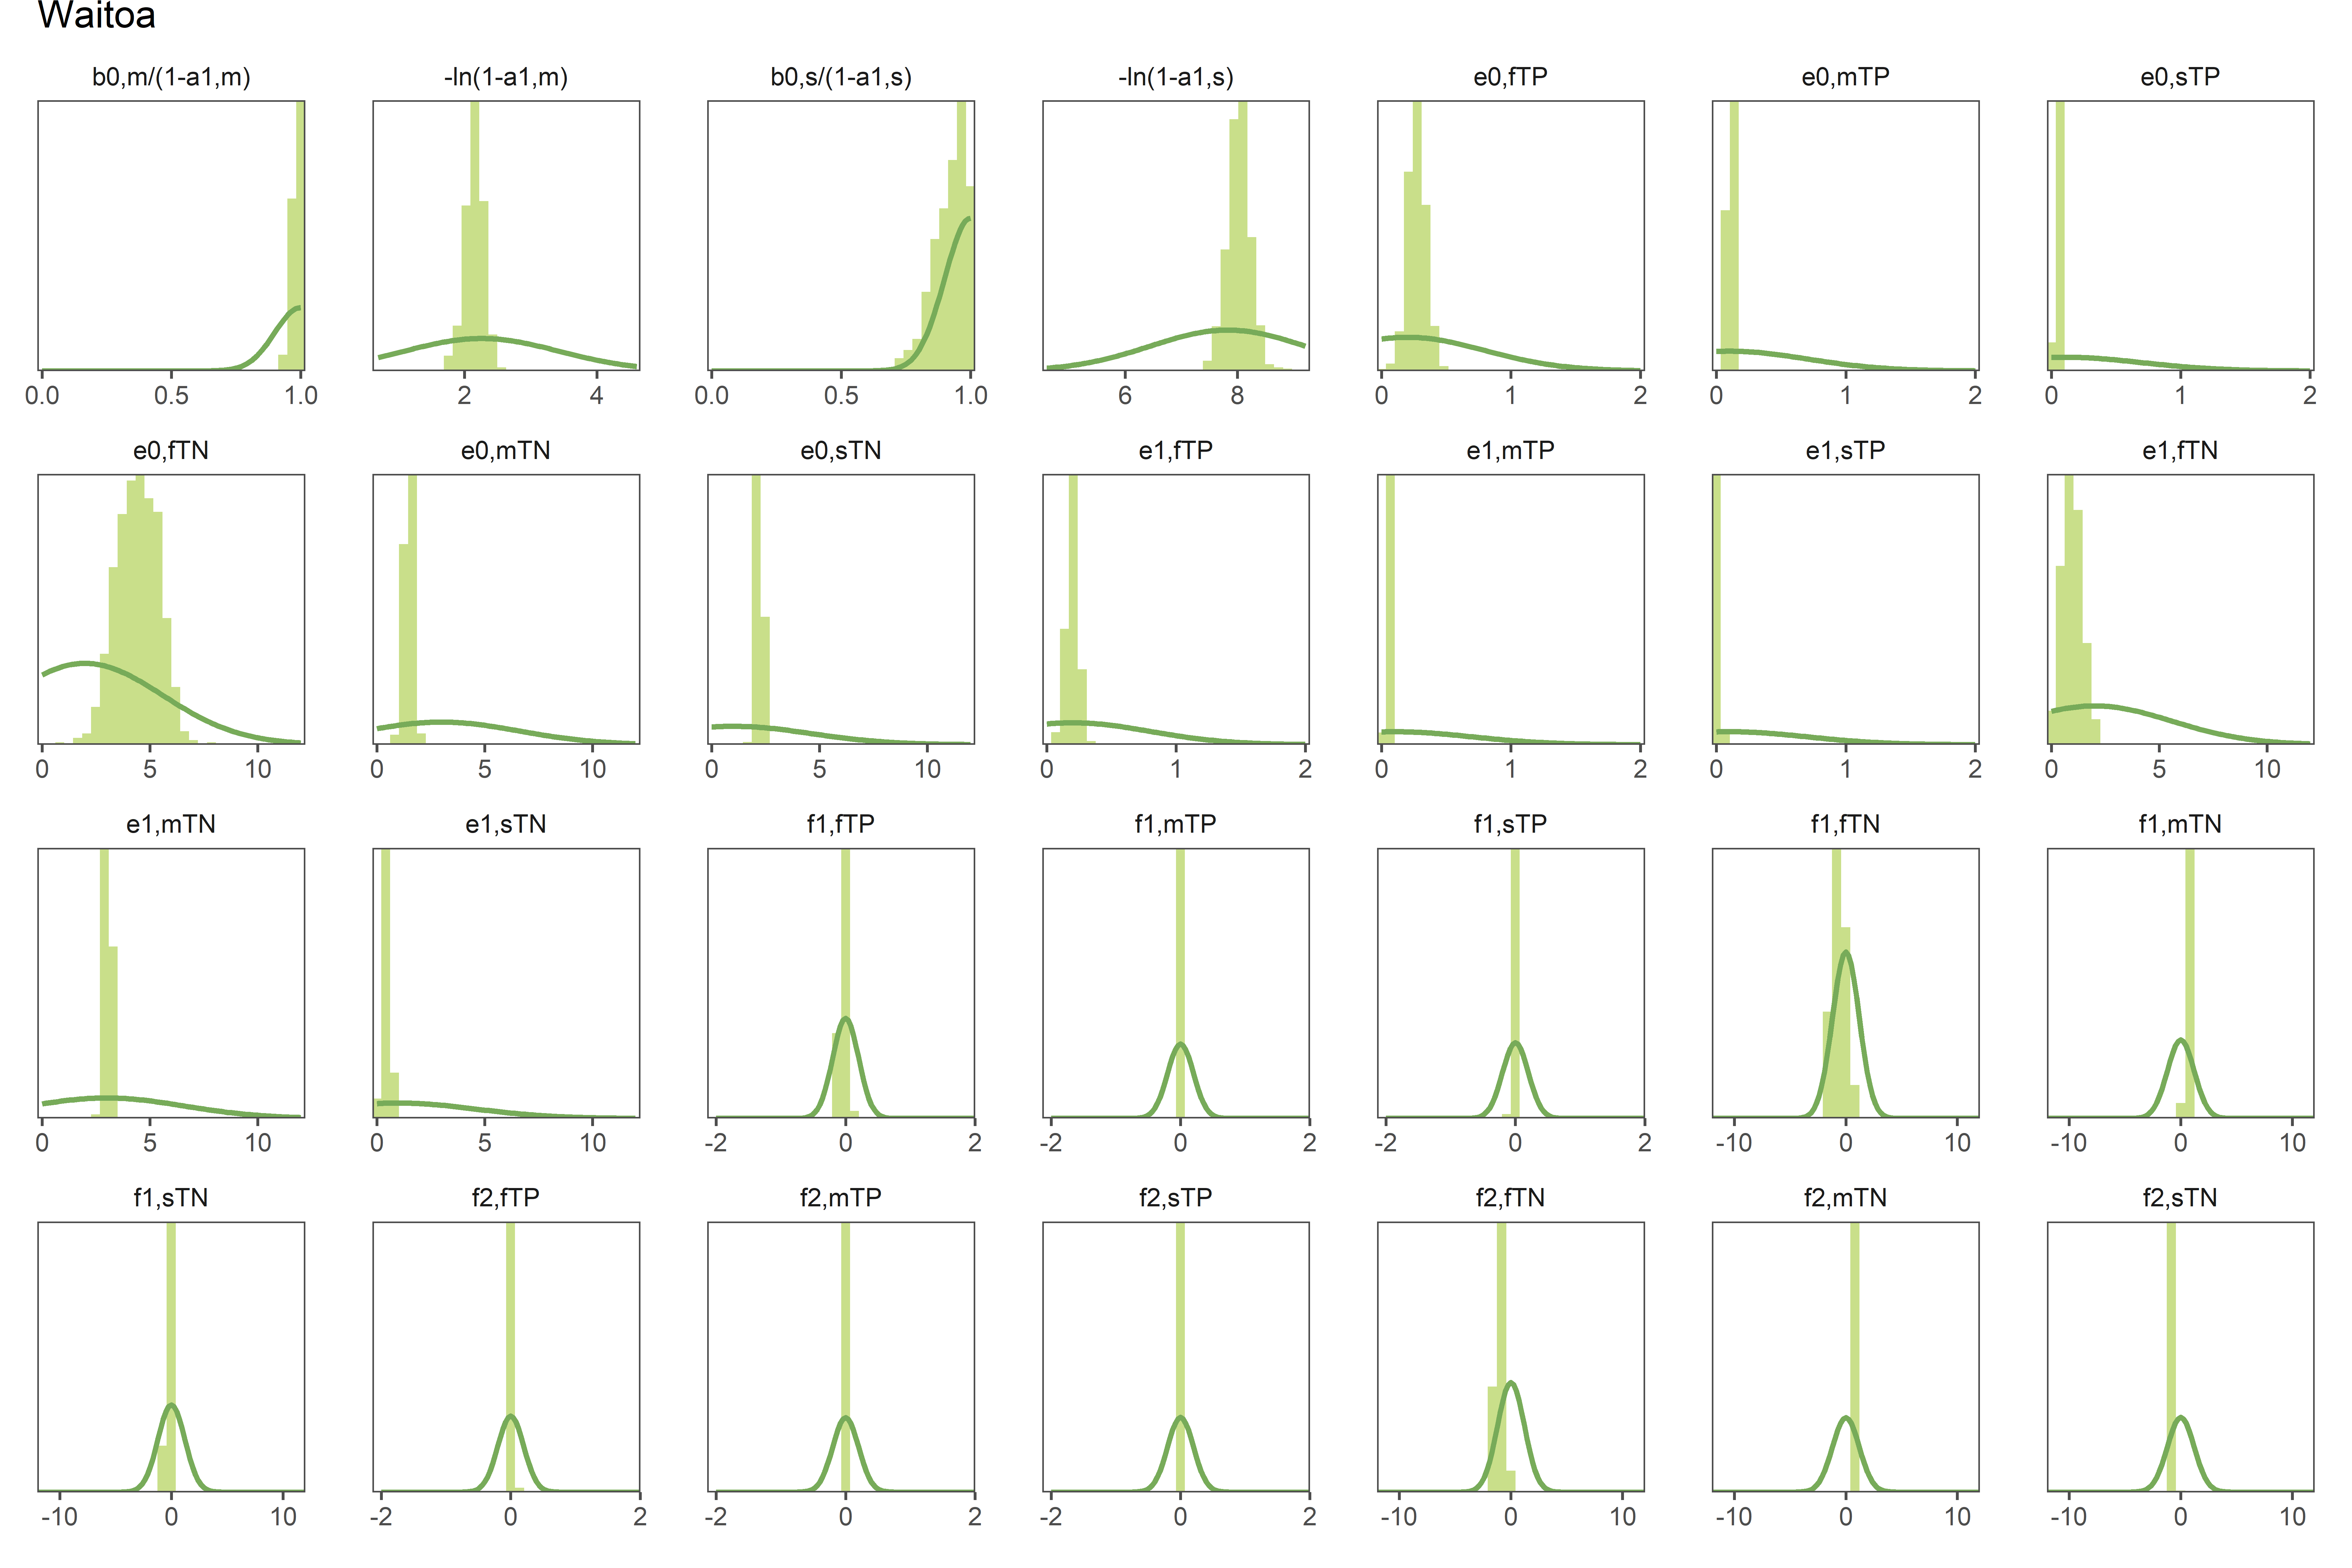 Waitoa
b0,m/(1-a1,m) -ln(1-a1,m) b0,s/(1-a1,s) -ln(1-a1,s) e0,fTP e0,mTP e0,sTP
0.0 0.5 1.0 2 4 0.0 0.5 1.0 6 8 0 1 2 0 1 2 0 1 2
e0,fTN e0,mTN e0,sTN e1,fTP e1,mTP e1,sTP e1,fTN
0 5 10 0 5 10 0 5 10 0 1 2 0 1 2 0 1 2 0 5 10
e1,mTN e1,sTN f1,fTP f1,mTP f1,sTP f1,fTN f1,mTN
0 5 10 0 5 10 -2 0 2 -2 0 2 -2 0 2 -10 0 10 -10 0 10
f1,sTN f2,fTP f2,mTP f2,sTP f2,fTN f2,mTN f2,sTN
-10 0 10 -2 0 2 -2 0 2 -2 0 2 -10 0 10 -10 0 10 -10 0 10